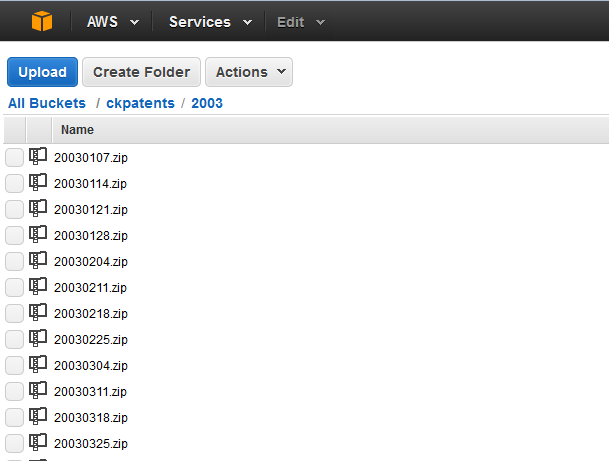 AWS Services Edit
Upload Create Folder Actions
All Buckets / ckpatents / 2003
Name
20030107.zip
20030114.zip
20030121.zip
20030128.zip
20030204.zip
20030211.zip
20030218.zip
20030225.zip
20030304.zip
20030311.zip
20030318.zip
20030325.zip